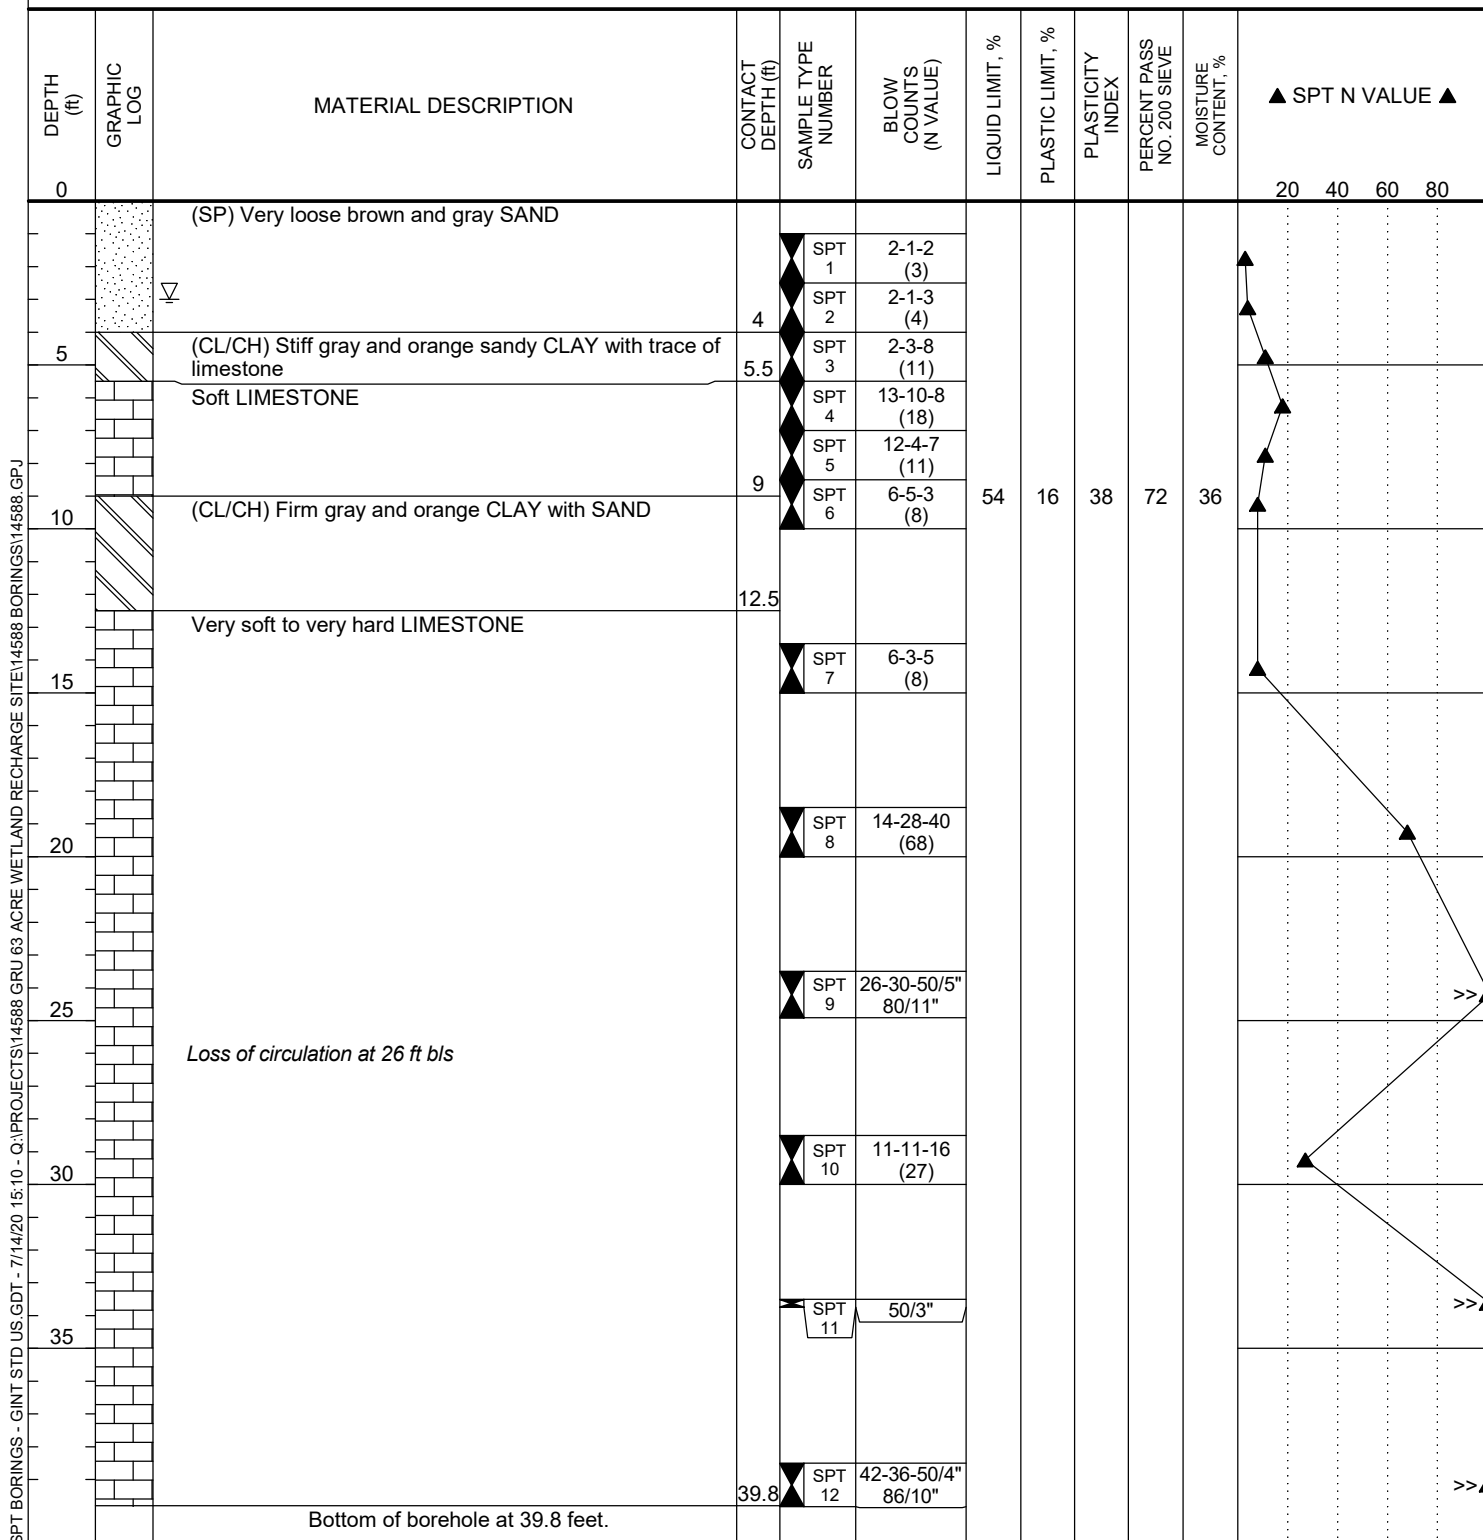 DEPTH
(ft)
GRAPHIC
LOG
MATERIAL DESCRIPTION
CONTACT
DEPTH (ft)
SAMPLE TYPE
NUMBER
BLOW
COUNTS
(N VALUE)
LIQUID LIMIT, %
PLASTIC LIMIT, %
PLASTICITY
INDEX
PERCENT PASS
NO. 200 SIEVE
MOISTURE
CONTENT, %
▲ SPT N VALUE ▲
20 40 60 80
0
(SP) Very loose brown and gray SAND
SPT
1
2-1-2
(3)
SPT
2
2-1-3
(4)
4
(CL/CH) Stiff gray and orange sandy CLAY with trace of
limestone
5
5.5
SPT
3
2-3-8
(11)
Soft LIMESTONE
SPT
4
13-10-8
(18)
SPT
5
12-4-7
(11)
9
(CL/CH) Firm gray and orange CLAY with SAND
SPT
6
6-5-3
(8)
54 16 38 72 36
10
12.5
Very soft to very hard LIMESTONE
SPT
7
6-3-5
(8)
15
SPT
8
14-28-40
(68)
20
SPT
9
26-30-50/5"
80/11"
>>
25
Loss of circulation at 26 ft bls
SPT
10
11-11-16
(27)
30
SPT
11
50/3"
>>
35
SPT
12
42-36-50/4"
86/10"
>>
39.8
Bottom of borehole at 39.8 feet.
SPT BORINGS - GINT STD US.GDT - 7/14/20 15:10 - Q:\PROJECTS\14588 GRU 63 ACRE WETLAND RECHARGE SITE\14588 BORINGS\14588.GPJ